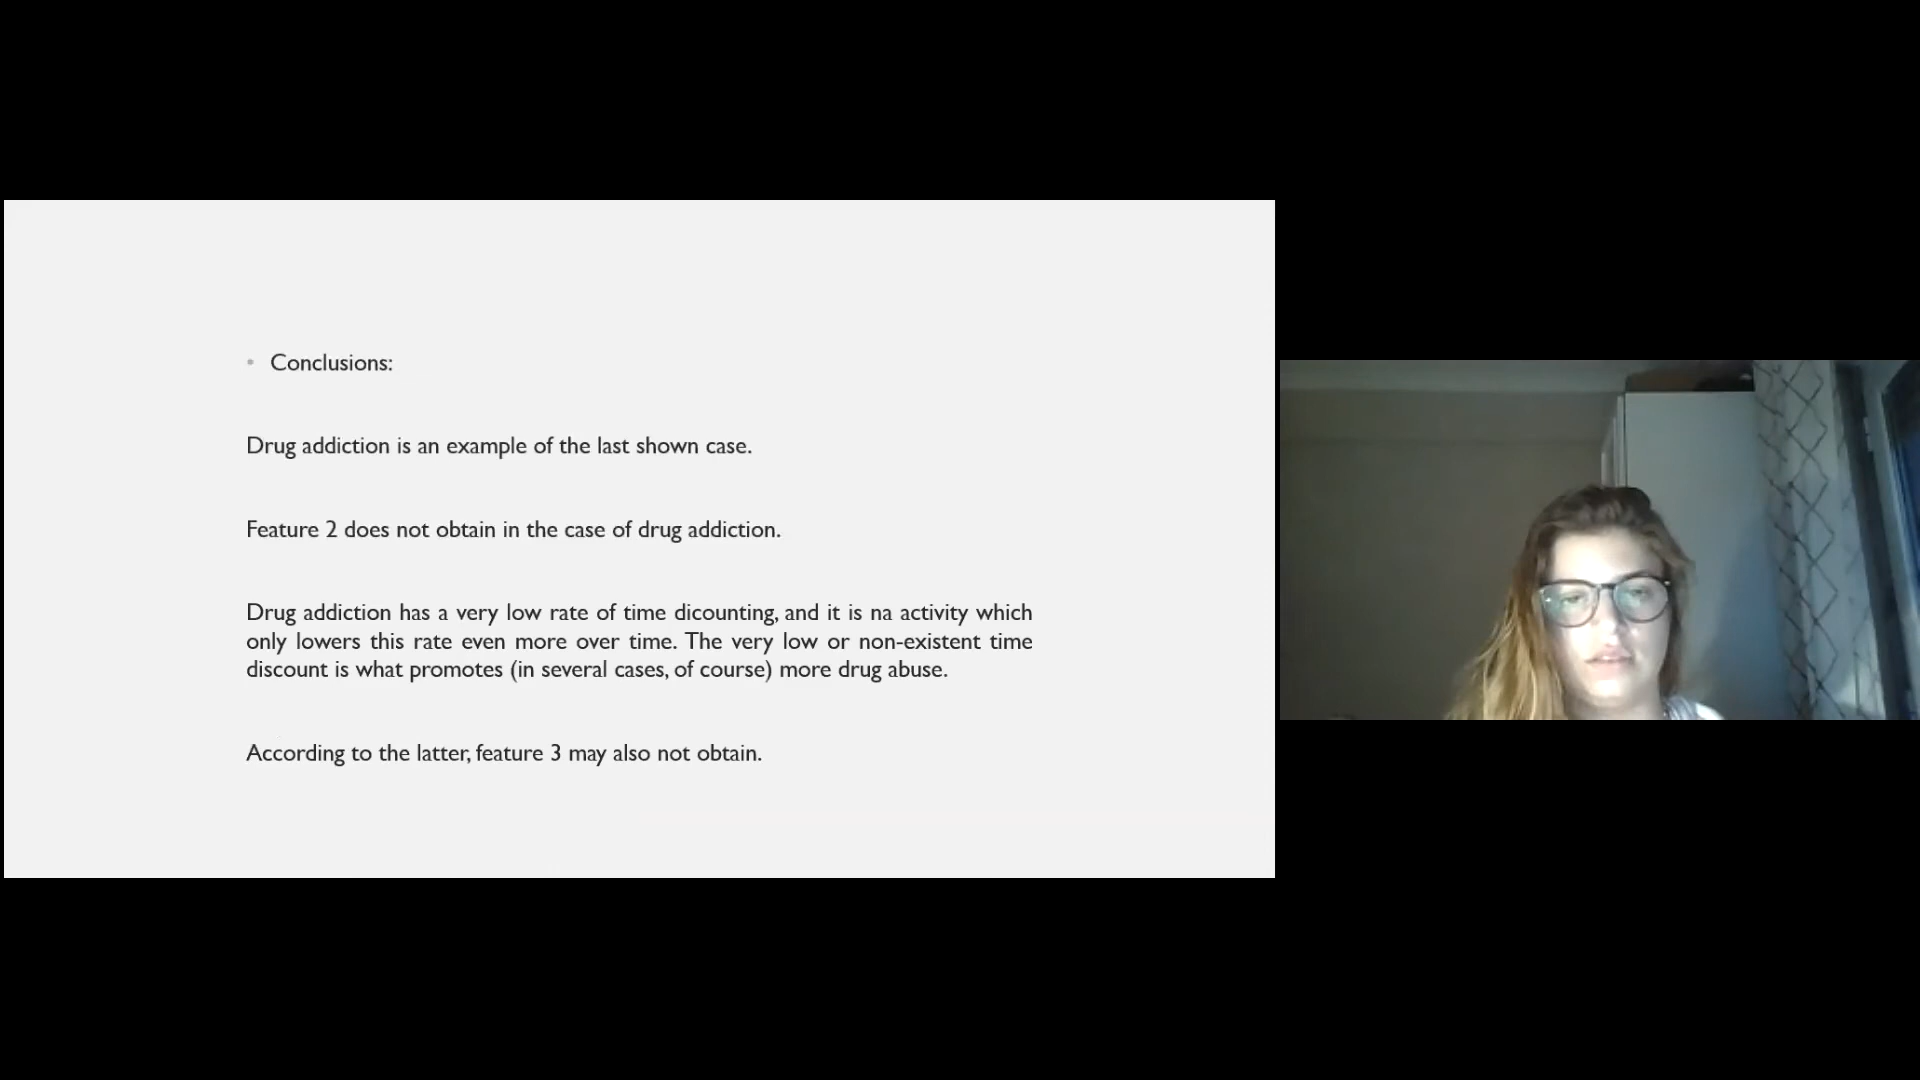 • Conclusions:
Drug addiction is an example of the last shown case.
Feature 2 does not obtain in the case of drug addiction.
Drug addiction has a very low rate of time dicounting, and it is na activity which
only lowers this rate even more over time. The very low or non-existent time
discount is what promotes (in several cases, of course) more drug abuse.
According to the latter, feature 3 may also not obtain.